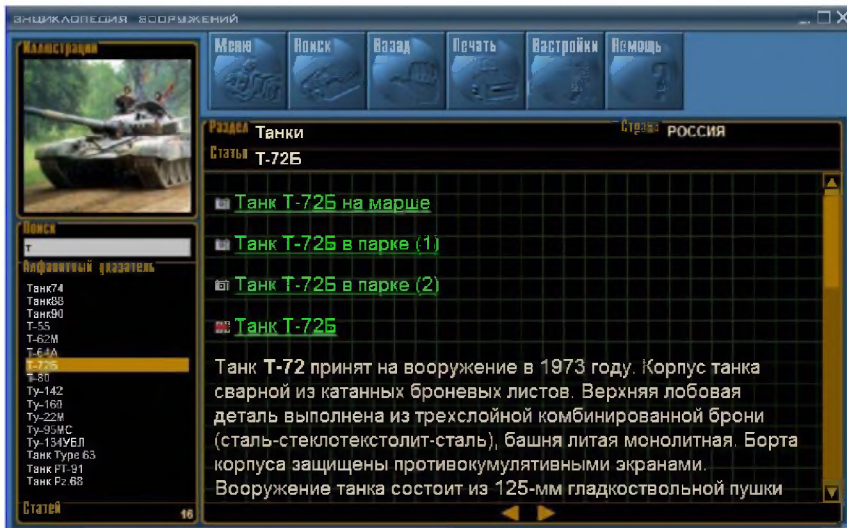 ЭНЦИКЛОПЕДИЯ ВООРУЖЕНИЙ
Иллюстрации
Меню Поиск Назад Печать Настройки Помощь
Раздел Танки Страна РОССИЯ
Статья Т-72Б
Танк Т-72Б на марше
Танк Т-72Б в парке (1)
Танк Т-72Б в парке (2)
Танк Т-72Б
Танк Т-72 принят на вооружение в 1973 году. Корпус танка
сварной из катанных броневых листов. Верхняя лобовая
деталь выполнена из трехслойной комбинированной брони
(сталь-стеклотекстолит-сталь), башня литая монолитная. Борта
корпуса защищены противокумулятивными экранами.
Вооружение танка состоит из 125-мм гладкоствольной пушки
Поиск
т
Алфавитный указатель
Танк74
Танк88
Танк90
Т-55
Т-62М
Т-64А
Т-72Б
Т-80
Ту-142
Ту-160
Ту-22М
Ту-95МС
Ту-134УБЛ
Танк Type 63
Танк РТ-91
Танк Pz.68
Статей 16